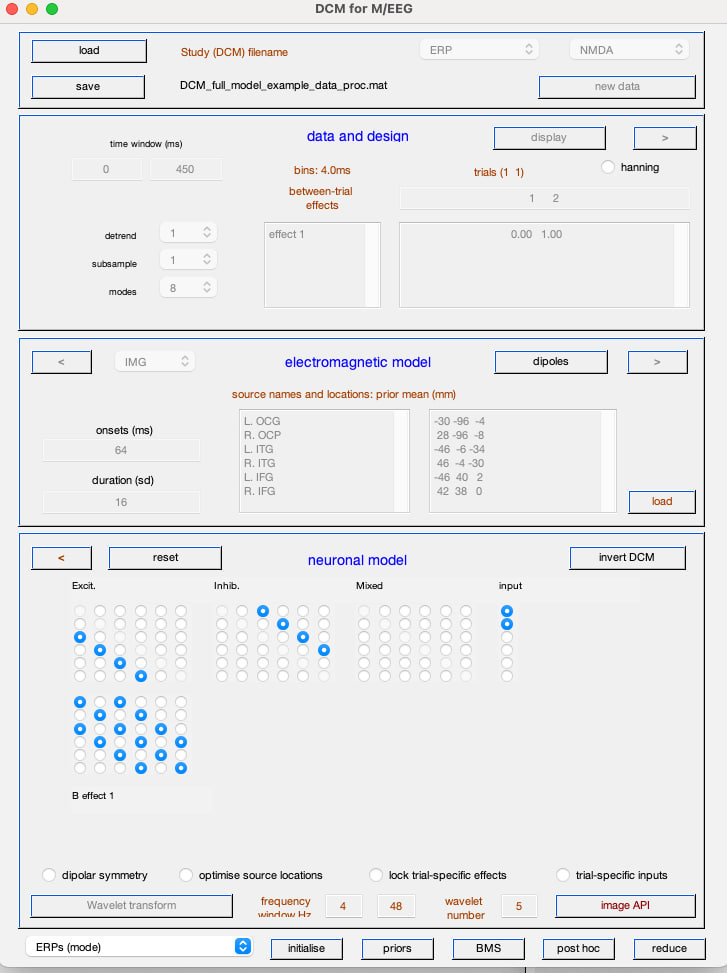 DCM for M/EEG
load
Study (DCM) filename
ERP
NMDA
save
DCM_full_model_example_data_proc.mat
new data
time window (ms)
data and design
display
>
0
450
bins: 4.0ms
trials (1 1)
hanning
between-trial
effects
1 2
detrend
1
effect 1
0.00 1.00
subsample
1
modes
8
<
IMG
electromagnetic model
dipoles
>
source names and locations: prior mean (mm)
onsets (ms)
64
duration (sd)
16
L. OCG
R. OCP
L. ITG
R. ITG
L. IFG
R. IFG
-30 -96 -4
28 -96 -8
-46 -6 -34
46 -4 -30
-46 40 2
42 38 0
load
<
reset
neuronal model
invert DCM
Excit.
Inhib.
Mixed
input
B effect 1
dipolar symmetry
optimise source locations
lock trial-specific effects
trial-specific inputs
Wavelet transform
frequency
window Hz
4
48
wavelet
number
5
image API
ERPs (mode)
initialise
priors
BMS
post hoc
reduce